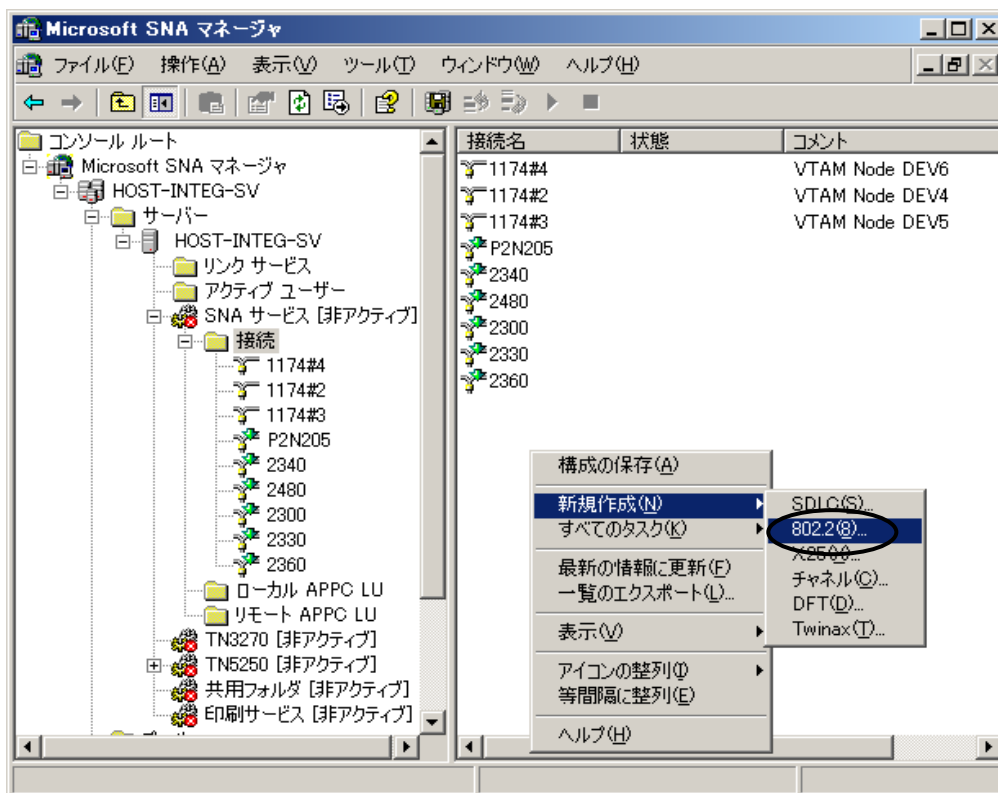 Microsoft SNA マネージャ
ファイル(F) 操作(A) 表示(V) ツール(T) ウィンドウ(W) ヘルプ(H)
コンソール ルート
Microsoft SNA マネージャ
HOST-INTEG-SV
サーバー
HOST-INTEG-SV
リンク サービス
アクティブ ユーザー
SNA サービス [非アクティブ]
接続
1174#4
1174#2
1174#3
P2N205
2340
2480
2300
2330
2360
ローカル APPC LU
リモート APPC LU
TN3270 [非アクティブ]
TN5250 [非アクティブ]
共用フォルダ [非アクティブ]
印刷サービス [非アクティブ]
接続名 状態 コメント
1174#4 VTAM Node DEV6
1174#2 VTAM Node DEV4
1174#3 VTAM Node DEV5
P2N205
2340
2480
2300
2330
2360
構成の保存(A)
新規作成(N)
すべてのタスク(K)
最新の情報に更新(F)
一覧のエクスポート(L)...
表示(V)
アイコンの整列(I)
等間隔に整列(E)
ヘルプ(H)
SDLC(S)...
802.2(8)...
X25(X)...
チャネル(C)...
DFT(D)...
Twinax(T)...